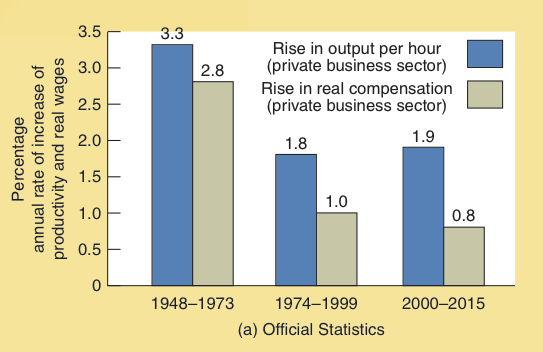 Percentage
annual rate of increase of
productivity and real wages
3.5
3.0
2.5
2.0
1.5
1.0
0.5
0
3.3
2.8
1.8
1.0
1.9
0.8
Rise in output per hour
(private business sector)
Rise in real compensation
(private business sector)
1948–1973
1974–1999
2000–2015
(a) Official Statistics